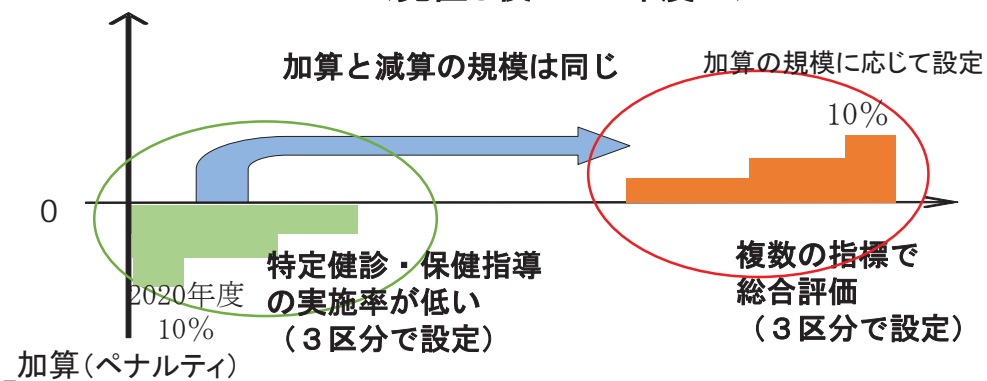 加算と減算の規模は同じ
加算の規模に応じて設定
10%
0
特定健診・保健指導
の実施率が低い
(3区分で設定)
2020年度
10%
複数の指標で
総合評価
(3区分で設定)
加算(ペナルティ)